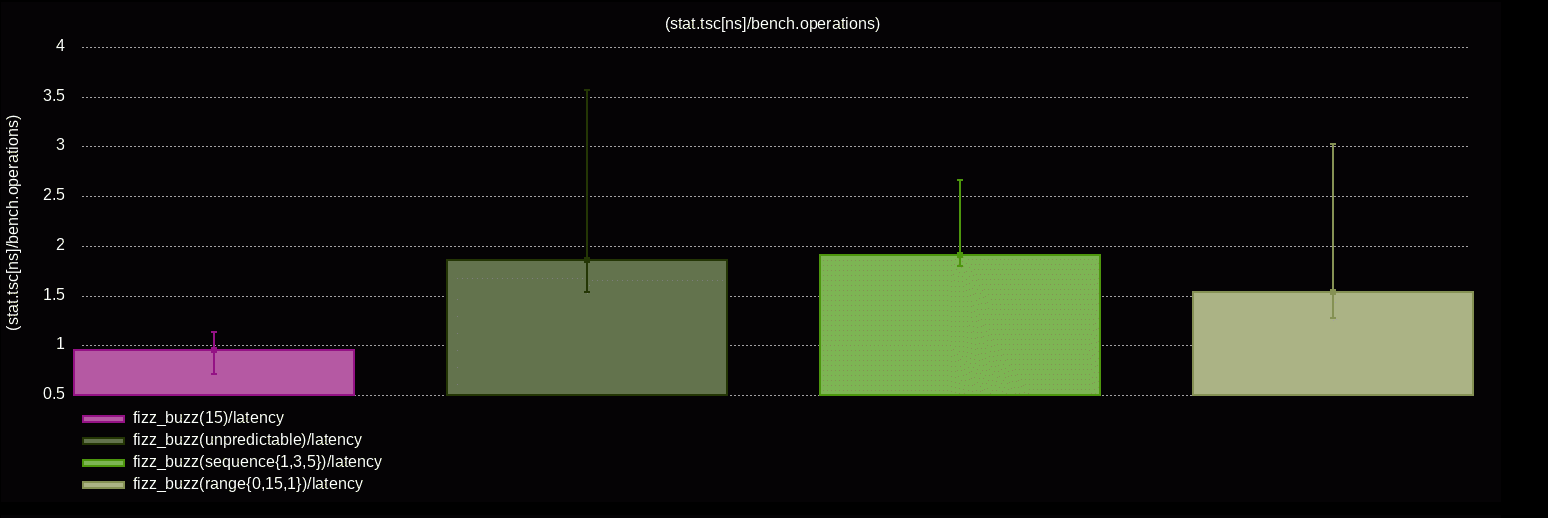 (stat.tsc[ns]/bench.operations)
(stat.tsc[ns]/bench.operations)
4
3.5
3
2.5
2
1.5
1
0.5
fizz_buzz(15)/latency
fizz_buzz(unpredictable)/latency
fizz_buzz(sequence{1,3,5})/latency
fizz_buzz(range{0,15,1})/latency